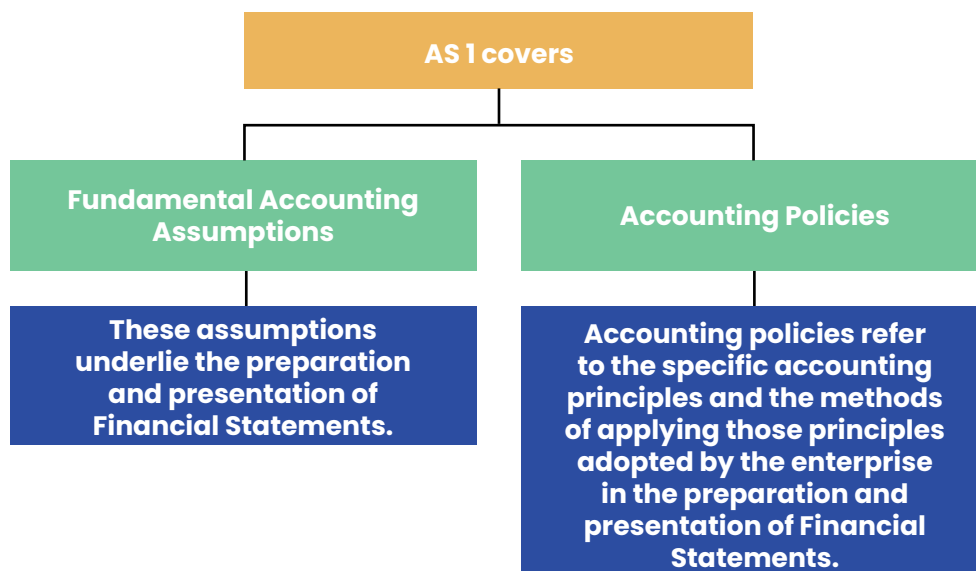 AS 1 covers
Fundamental Accounting
Assumptions
Accounting Policies
These assumptions
underlie the preparation
and presentation of
Financial Statements.
Accounting policies refer
to the specific accounting
principles and the methods
of applying those principles
adopted by the enterprise
in the preparation and
presentation of Financial
Statements.